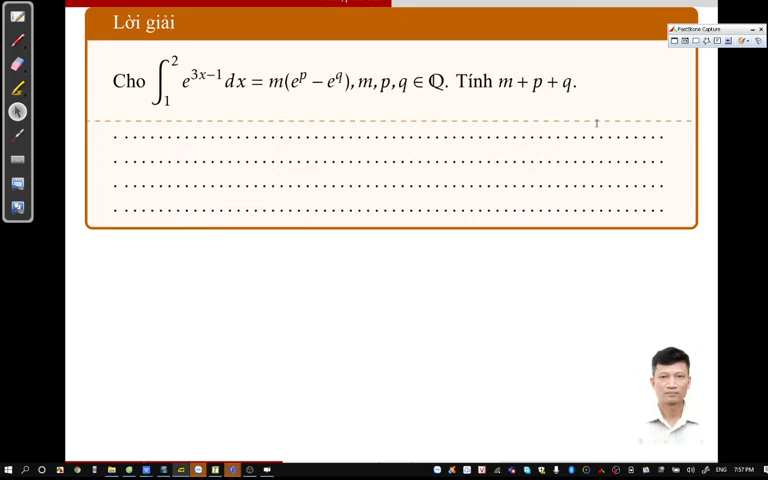 Lời giải
FastStone Capture
Cho ∫₁² e^{3x−1} dx = m(e^p − e^q), m, p, q ∈ ℚ. Tính m + p + q.
ENG 7:57 PM